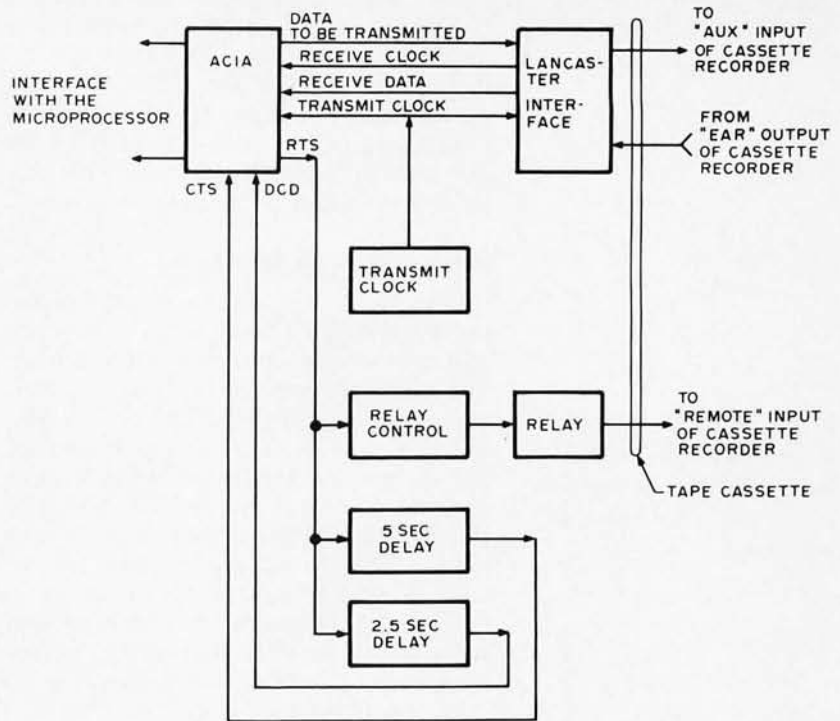 DATA
TO BE TRANSMITTED
RECEIVE CLOCK
RECEIVE DATA
TRANSMIT CLOCK
ACIA
INTERFACE
WITH THE
MICROPROCESSOR
RTS
CTS
DCD
LANCAS-
TER
INTER-
FACE
TO
"AUX" INPUT
OF CASSETTE
RECORDER
FROM
"EAR" OUTPUT
OF CASSETTE
RECORDER
TRANSMIT
CLOCK
RELAY
CONTROL
RELAY
TO
"REMOTE" INPUT
OF CASSETTE
RECORDER
TAPE CASSETTE
5 SEC
DELAY
2.5 SEC
DELAY